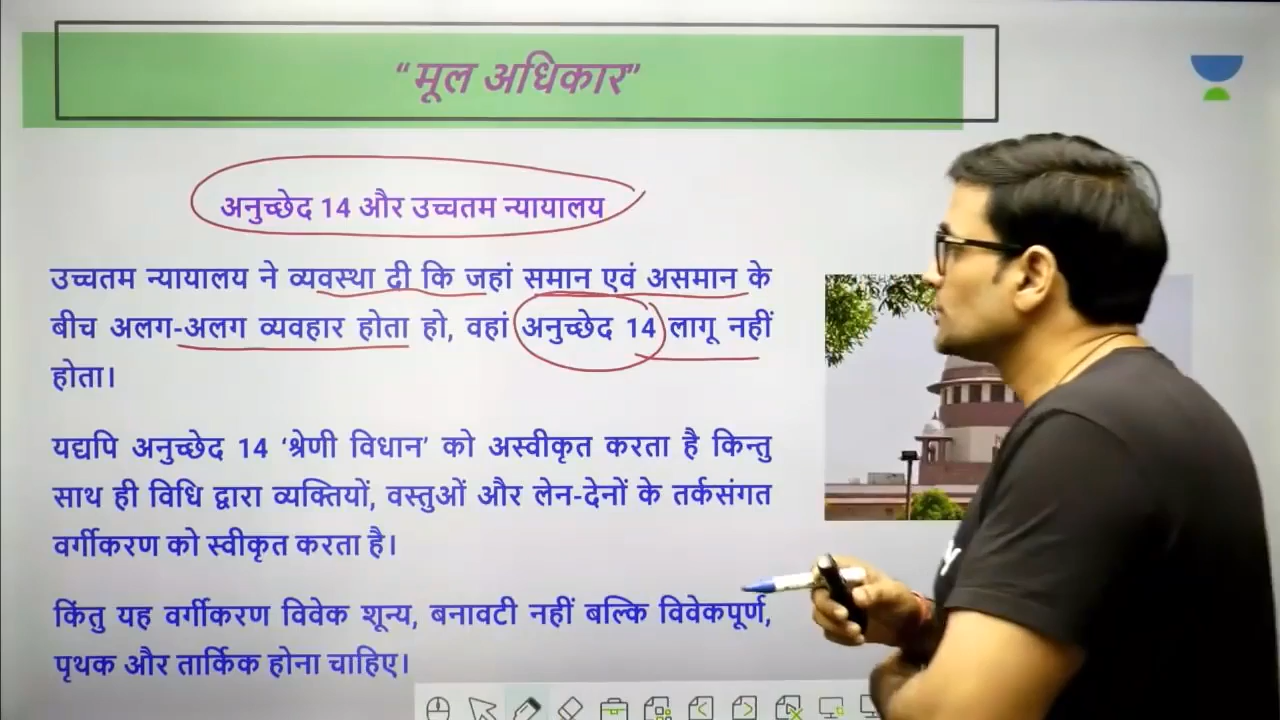 “मूल अधिकार”
अनुच्छेद 14 और उच्चतम न्यायालय
उच्चतम न्यायालय ने व्यवस्था दी कि जहां समान एवं असमान के
बीच अलग-अलग व्यवहार होता हो, वहां अनुच्छेद 14 लागू नहीं
होता।
यद्यपि अनुच्छेद 14 ‘श्रेणी विधान’ को अस्वीकृत करता है किन्तु
साथ ही विधि द्वारा व्यक्तियों, वस्तुओं और लेन-देनों के तर्कसंगत
वर्गीकरण को स्वीकृत करता है।
किंतु यह वर्गीकरण विवेक शून्य, बनावटी नहीं बल्कि विवेकपूर्ण,
पृथक और तार्किक होना चाहिए।